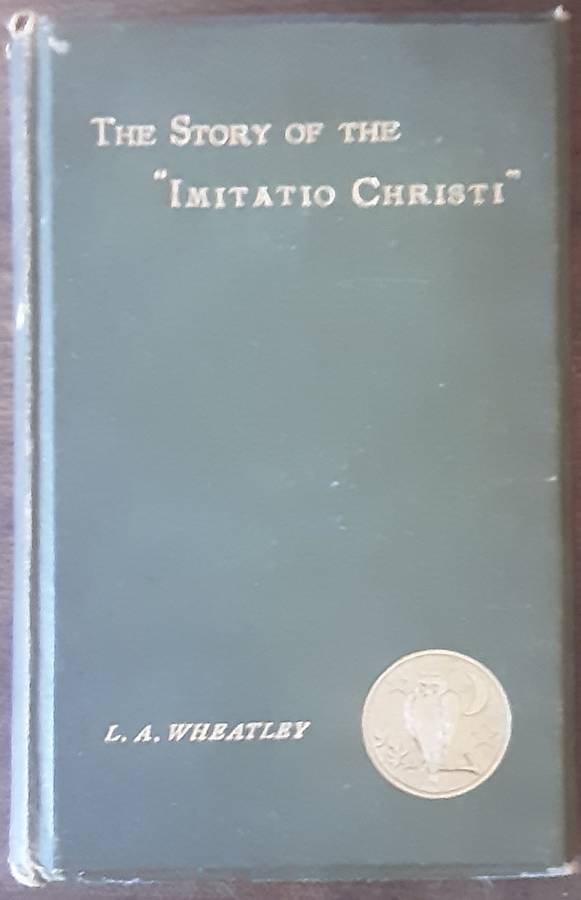 THE STORY OF THE
"IMITATIO CHRISTI"
L. A. WHEATLEY